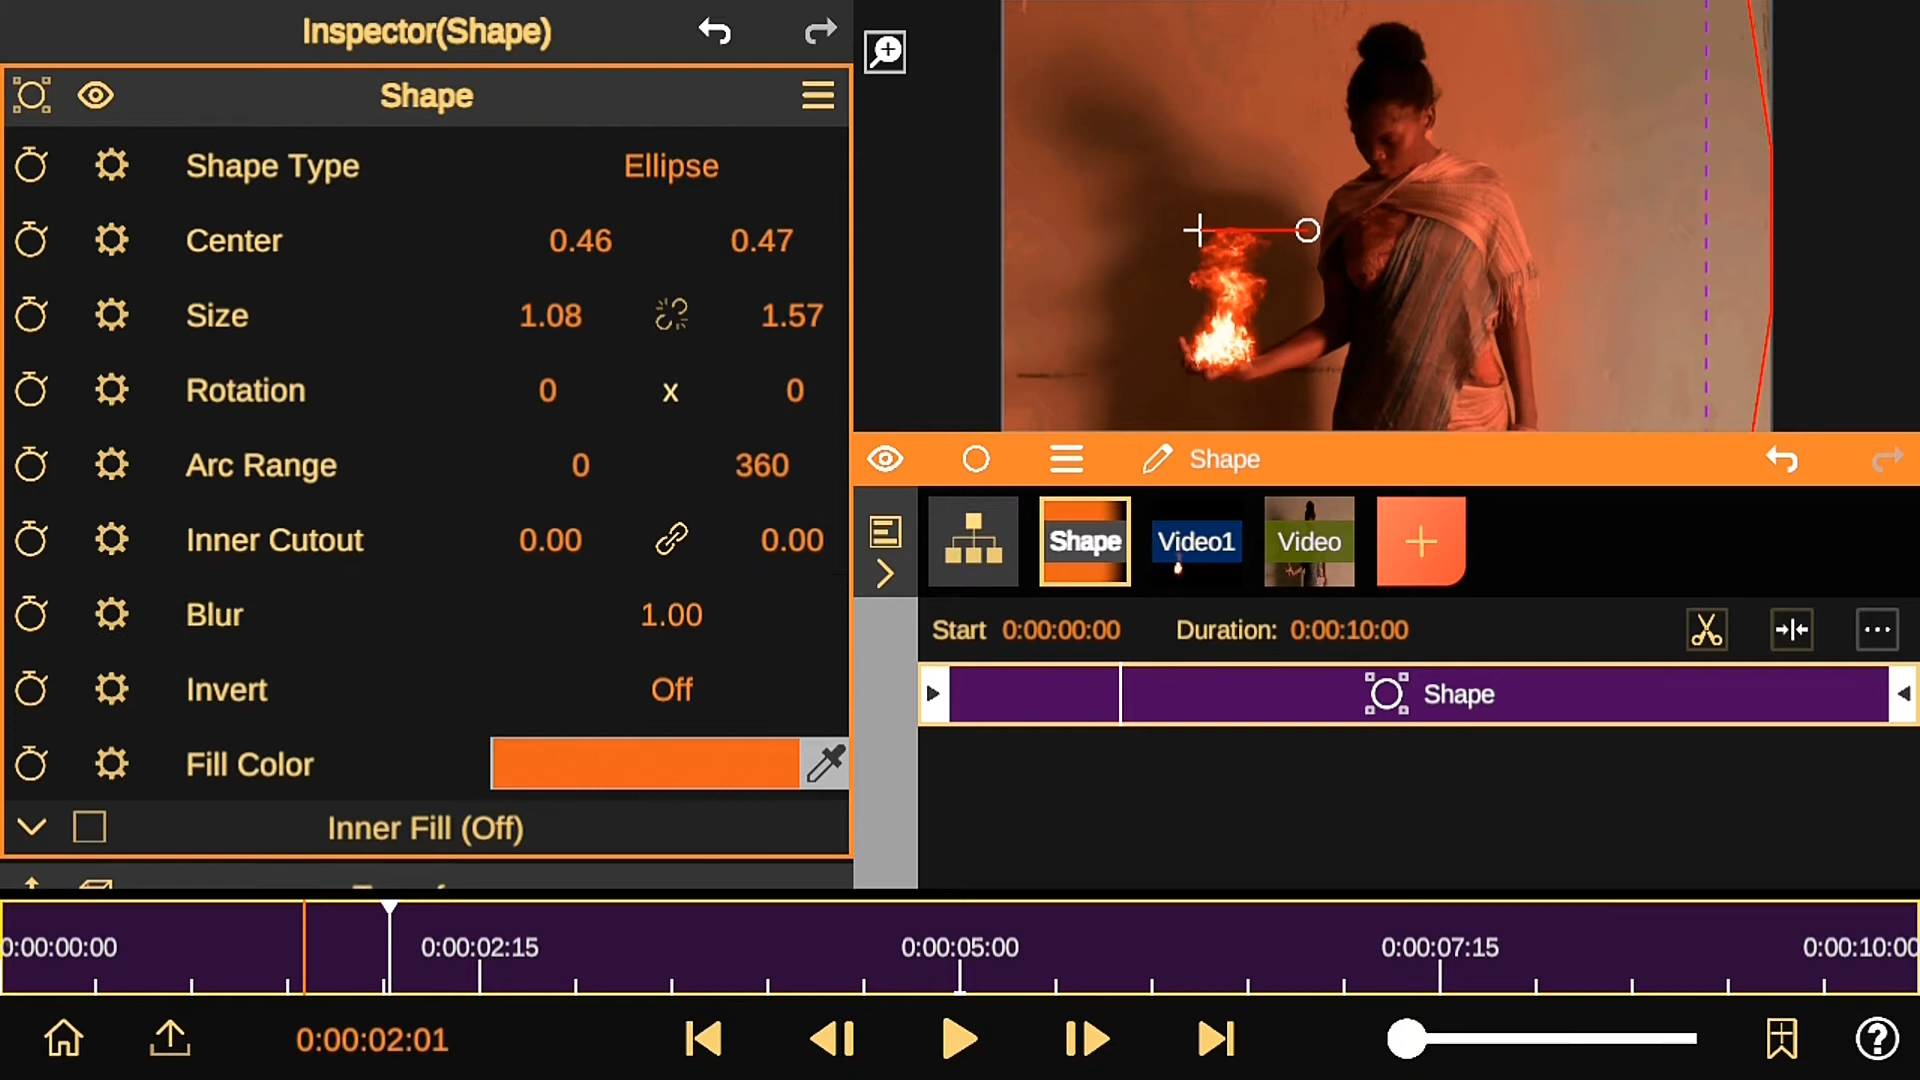 Inspector(Shape)
Shape
Shape Type Ellipse
Center 0.46 0.47
Size 1.08 1.57
Rotation 0 x 0
Arc Range 0 360
Inner Cutout 0.00 0.00
Blur 1.00
Invert Off
Fill Color
Inner Fill (Off)
Shape
Shape Video1 Video
Start 0:00:00:00 Duration: 0:00:10:00
Shape
0:00:00:00 0:00:02:15 0:00:05:00 0:00:07:15 0:00:10:00
0:00:02:01